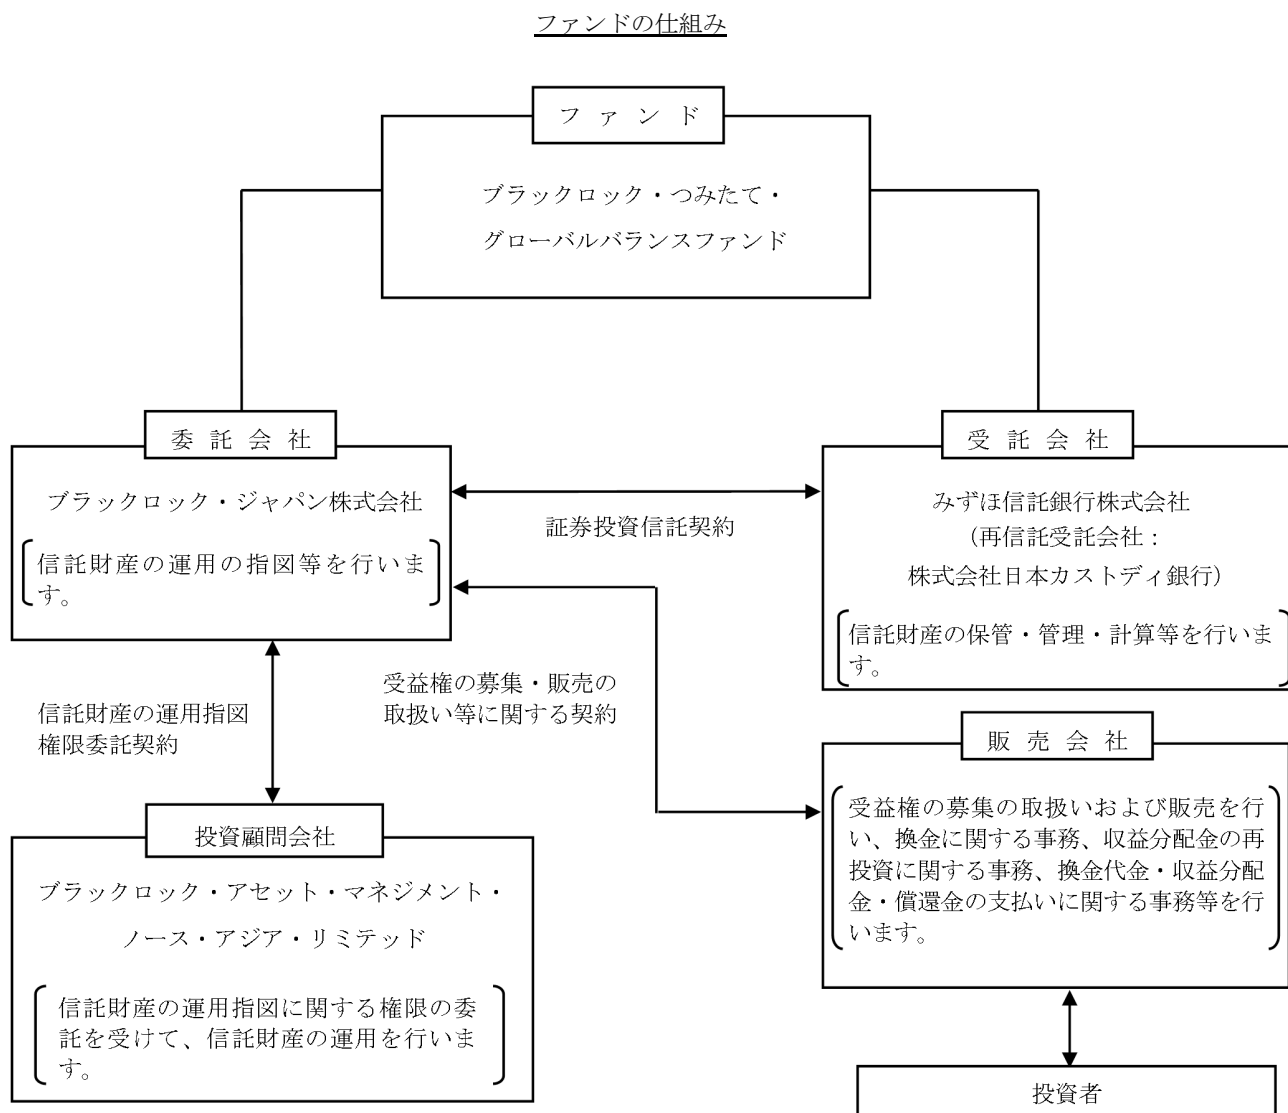 ファンドの仕組み
ファンド
ブラックロック・つみたて・
グローバルバランスファンド
委託会社
ブラックロック・ジャパン株式会社
信託財産の運用の指図等を行いま
す。
証券投資信託契約
受託会社
みずほ信託銀行株式会社
（再信託受託会社：
株式会社日本カストディ銀行）
信託財産の保管・管理・計算等を行いま
す。
信託財産の運用指図
権限委託契約
受益権の募集・販売の
取扱い等に関する契約
販売会社
受益権の募集の取扱いおよび販売を行
い、換金に関する事務、収益分配金の再
投資に関する事務、換金代金・収益分配
金・償還金の支払いに関する事務等を行
います。
投資顧問会社
ブラックロック・アセット・マネジメント・
ノース・アジア・リミテッド
信託財産の運用指図に関する権限の委
託を受けて、信託財産の運用を行いま
す。
投資者